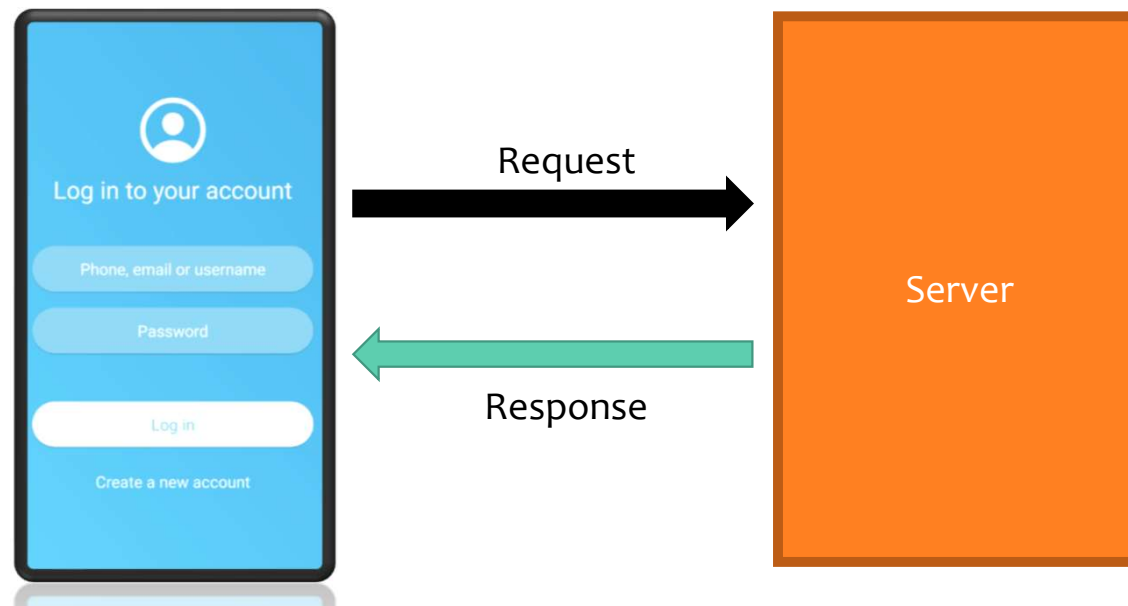 Log in to your account
Phone, email or username
Password
Log in
Create a new account
Request
Response
Server